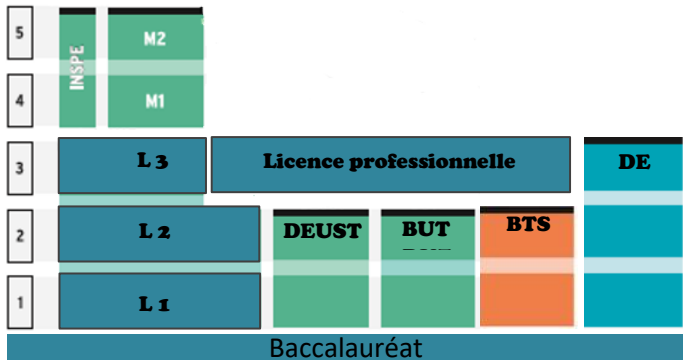 5
INSPE
M2
4
M1
3
L 3
Licence professionnelle
DE
2
L 2
DEUST
BUT
BTS
1
L 1
Baccalauréat